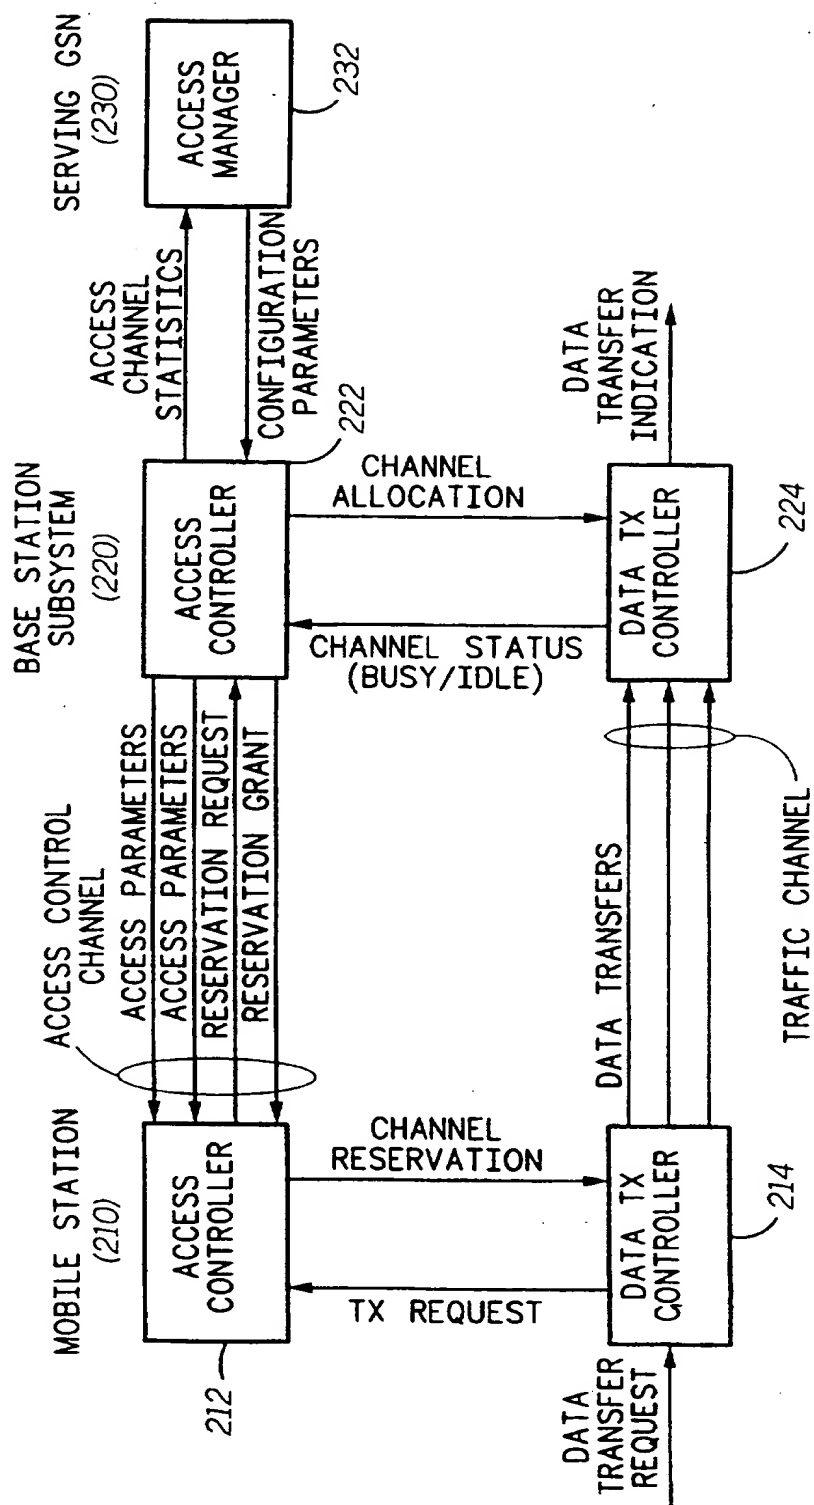 MOBILE STATION
(210)
BASE STATION
SUBSYSTEM
(220)
SERVING GSN
(230)
ACCESS CONTROL
CHANNEL
ACCESS PARAMETERS
ACCESS PARAMETERS
RESERVATION REQUEST
RESERVATION GRANT
ACCESS
CHANNEL
STATISTICS
CONFIGURATION
PARAMETERS
212
ACCESS
CONTROLLER
ACCESS
CONTROLLER
222
ACCESS
MANAGER
232
TX REQUEST
CHANNEL
RESERVATION
CHANNEL STATUS
(BUSY/IDLE)
CHANNEL
ALLOCATION
DATA
TRANSFER
REQUEST
DATA TX
CONTROLLER
214
DATA TRANSFERS
TRAFFIC CHANNEL
DATA TX
CONTROLLER
224
DATA
TRANSFER
INDICATION